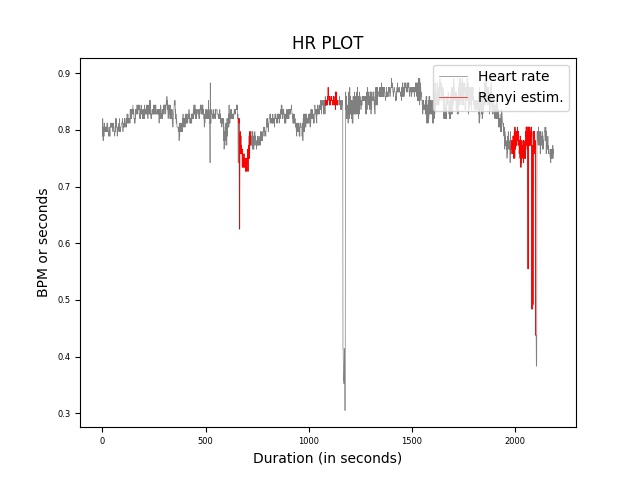 HR PLOT
Heart rate
Renyi estim.
0.9
0.8
0.7
0.6
0.5
0.4
0.3
BPM or seconds
0 500 1000 1500 2000
Duration (in seconds)